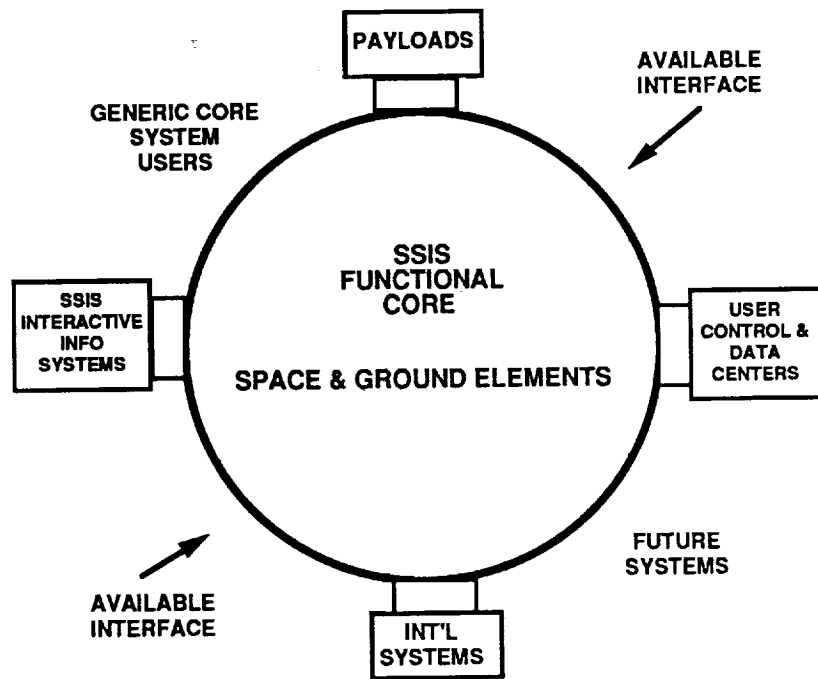 PAYLOADS
AVAILABLE
INTERFACE
GENERIC CORE
SYSTEM
USERS
SSIS
FUNCTIONAL
CORE
SPACE & GROUND ELEMENTS
SSIS
INTERACTIVE
INFO
SYSTEMS
USER
CONTROL &
DATA
CENTERS
FUTURE
SYSTEMS
AVAILABLE
INTERFACE
INT'L
SYSTEMS